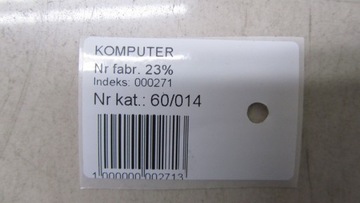 KOMPUTER
Nr fabr. 23%
Indeks: 000271
Nr kat.: 60/014
1 000000 002713